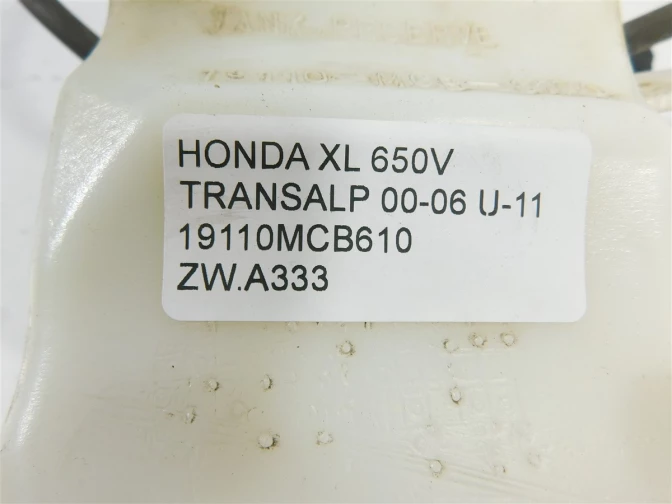 HONDA XL 650V
TRANSALP 00-06 U-11
19110MCB610
ZW.A333